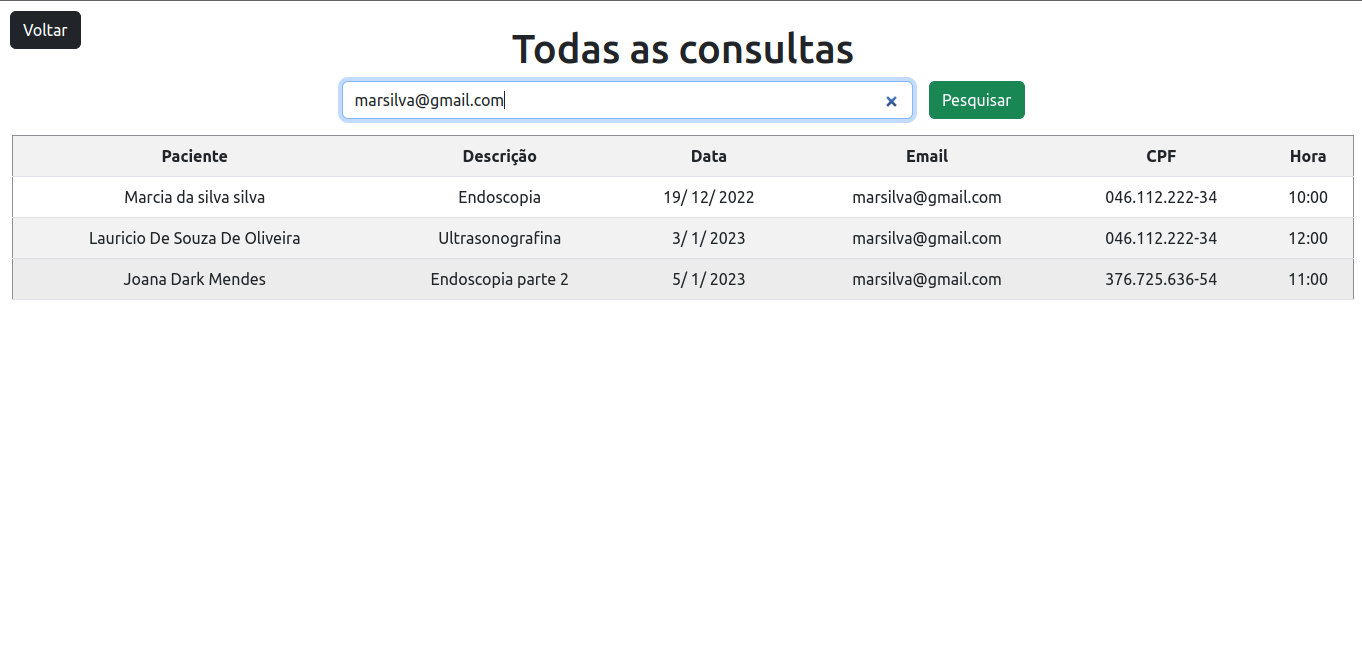 Voltar
Todas as consultas
marsilva@gmail.com × Pesquisar
Paciente Descrição Data Email CPF Hora
Marcia da silva silva Endoscopia 19/ 12/ 2022 marsilva@gmail.com 046.112.222-34 10:00
Lauricio De Souza De Oliveira Ultrasonografina 3/ 1/ 2023 marsilva@gmail.com 046.112.222-34 12:00
Joana Dark Mendes Endoscopia parte 2 5/ 1/ 2023 marsilva@gmail.com 376.725.636-54 11:00